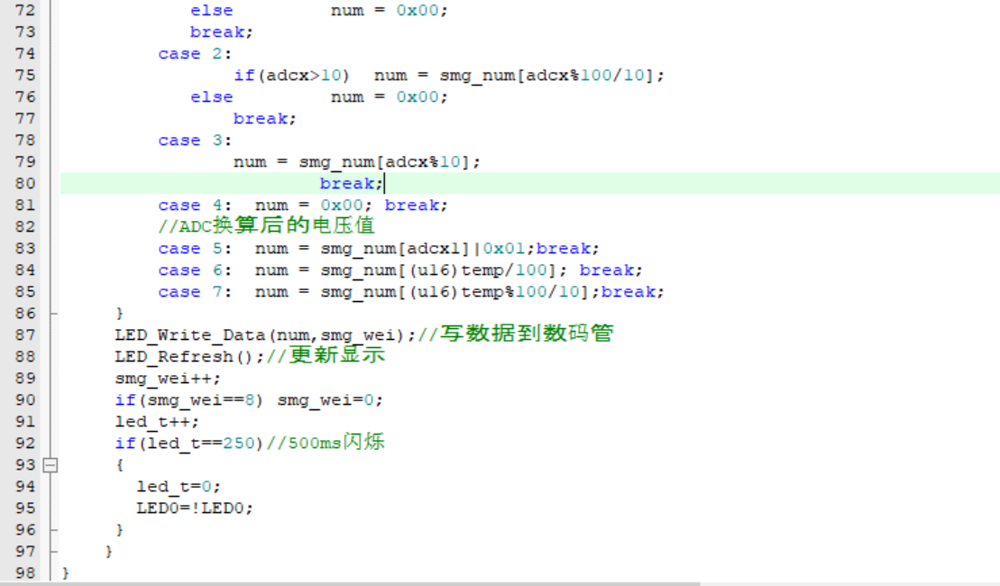 72 else num = 0x00;
73 break;
74 case 2:
75 if(adcx>10) num = smg_num[adcx%100/10];
76 else num = 0x00;
77 break;
78 case 3:
79 num = smg_num[adcx%10];
80 break;
81 case 4: num = 0x00; break;
82 //ADC换算后的电压值
83 case 5: num = smg_num[adcx1]|0x01;break;
84 case 6: num = smg_num[(u16)temp/100]; break;
85 case 7: num = smg_num[(u16)temp%100/10];break;
86 }
87 LED_Write_Data(num,smg_wei);//写数据到数码管
88 LED_Refresh();//更新显示
89 smg_wei++;
90 if(smg_wei==8) smg_wei=0;
91 led_t++;
92 if(led_t==250)//500ms闪烁
93 {
94 led_t=0;
95 LED0=!LED0;
96 }
97 }
98 }